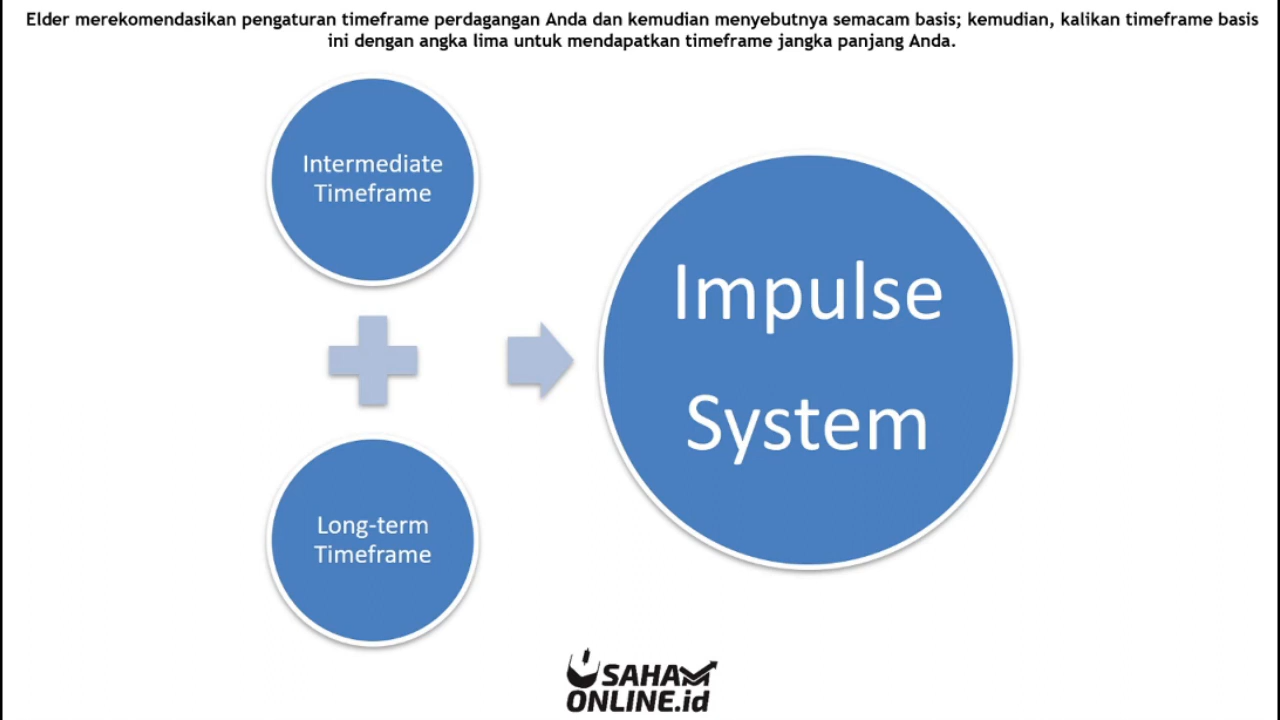 Elder merekomendasikan pengaturan timeframe perdagangan Anda dan kemudian menyebutnya semacam basis; kemudian, kalikan timeframe basis
ini dengan angka lima untuk mendapatkan timeframe jangka panjang Anda.
Intermediate
Timeframe
Long-term
Timeframe
Impulse
System
SAHAM
ONLINE.id